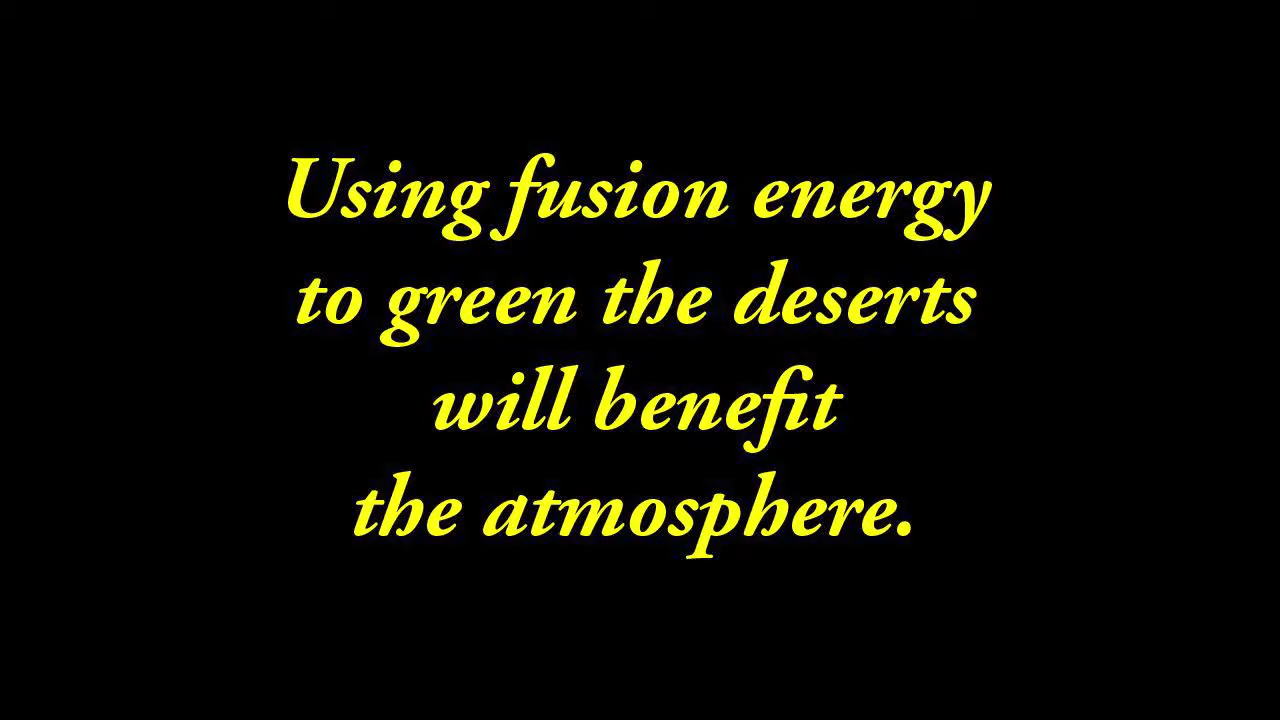 Using fusion energy
to green the deserts
will benefit
the atmosphere.